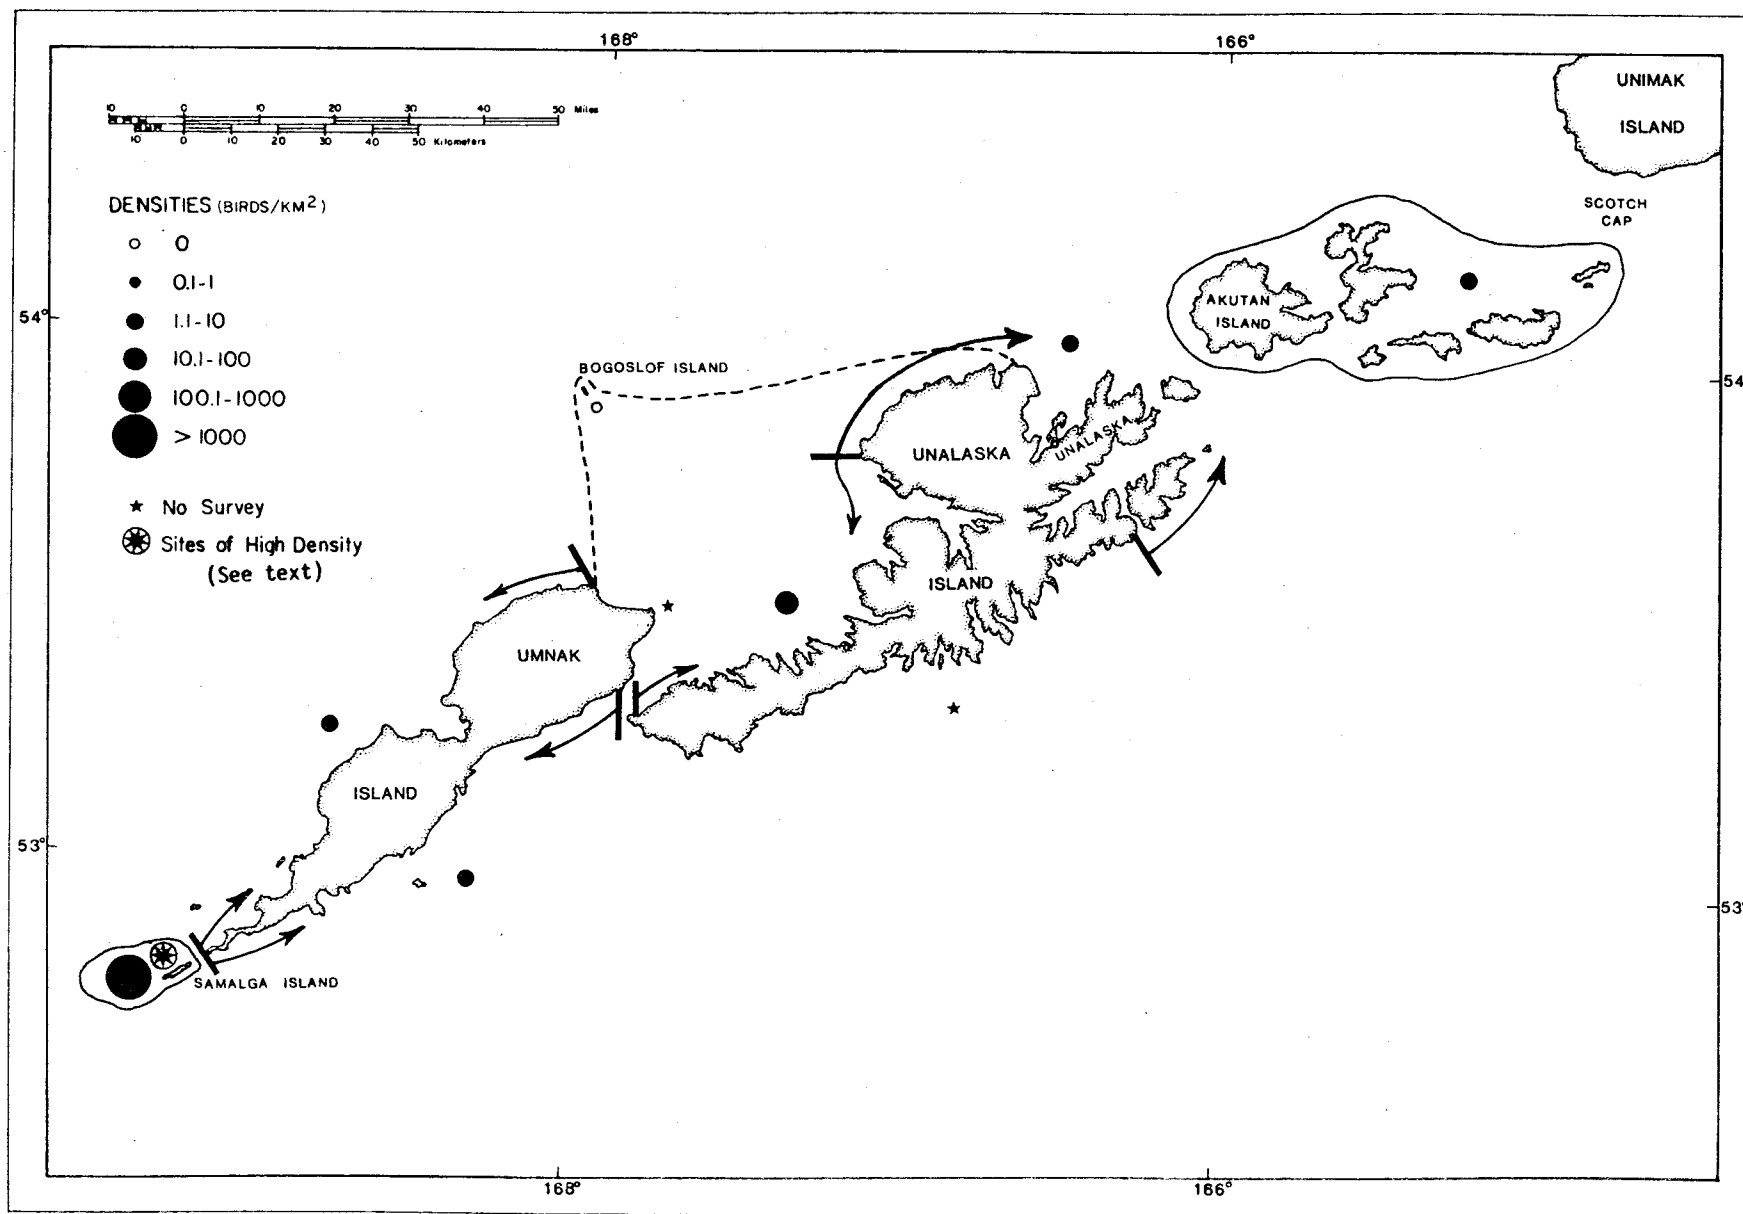 168° 166°
UNIMAK
ISLAND
10 0 10 20 30 40 50 Miles
10 0 10 20 30 40 50 Kilometers
DENSITIES (BIRDS/KM2)
0
0.1-1
1.1-10
10.1-100
100.1-1000
> 1000
No Survey
Sites of High Density
(See text)
SCOTCH
CAP
AKUTAN
ISLAND
54°
54
BOGOSLOF ISLAND
UNALASKA
UNALASKA
ISLAND
UMNAK
ISLAND
53°
53°
SAMALGA ISLAND
168° 166°